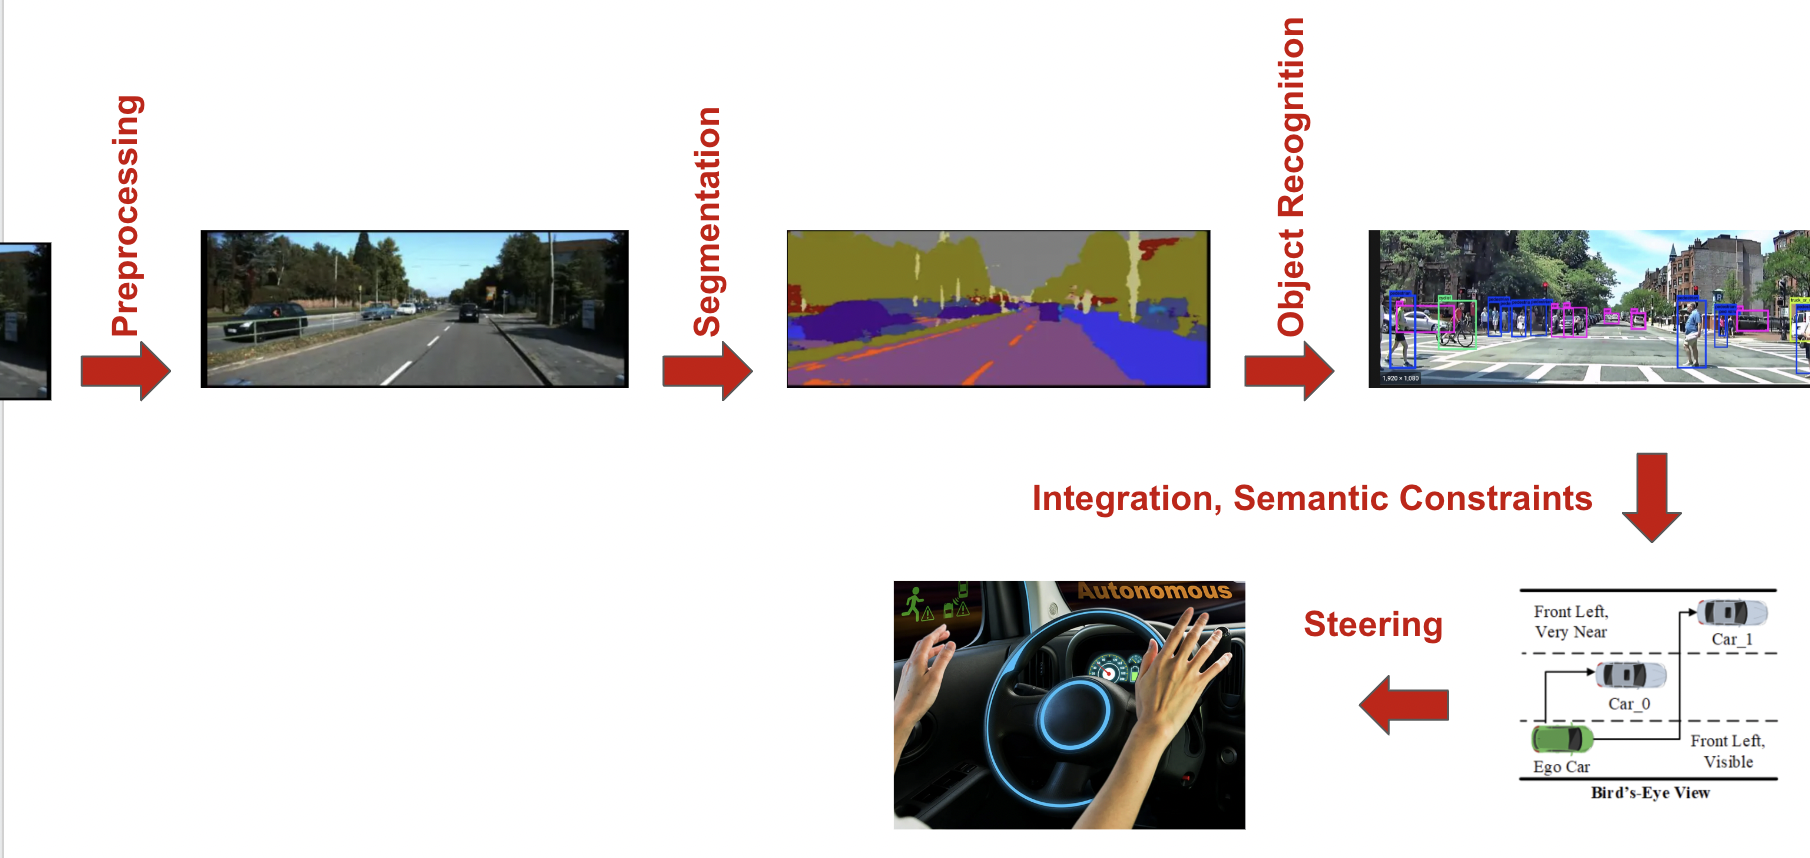 Preprocessing
Segmentation
Object Recognition
1,920 × 1,080
Integration, Semantic Constraints
Autonomous
Steering
Front Left,
Very Near
Car_1
Car_0
Ego Car
Front Left,
Visible
Bird's-Eye View